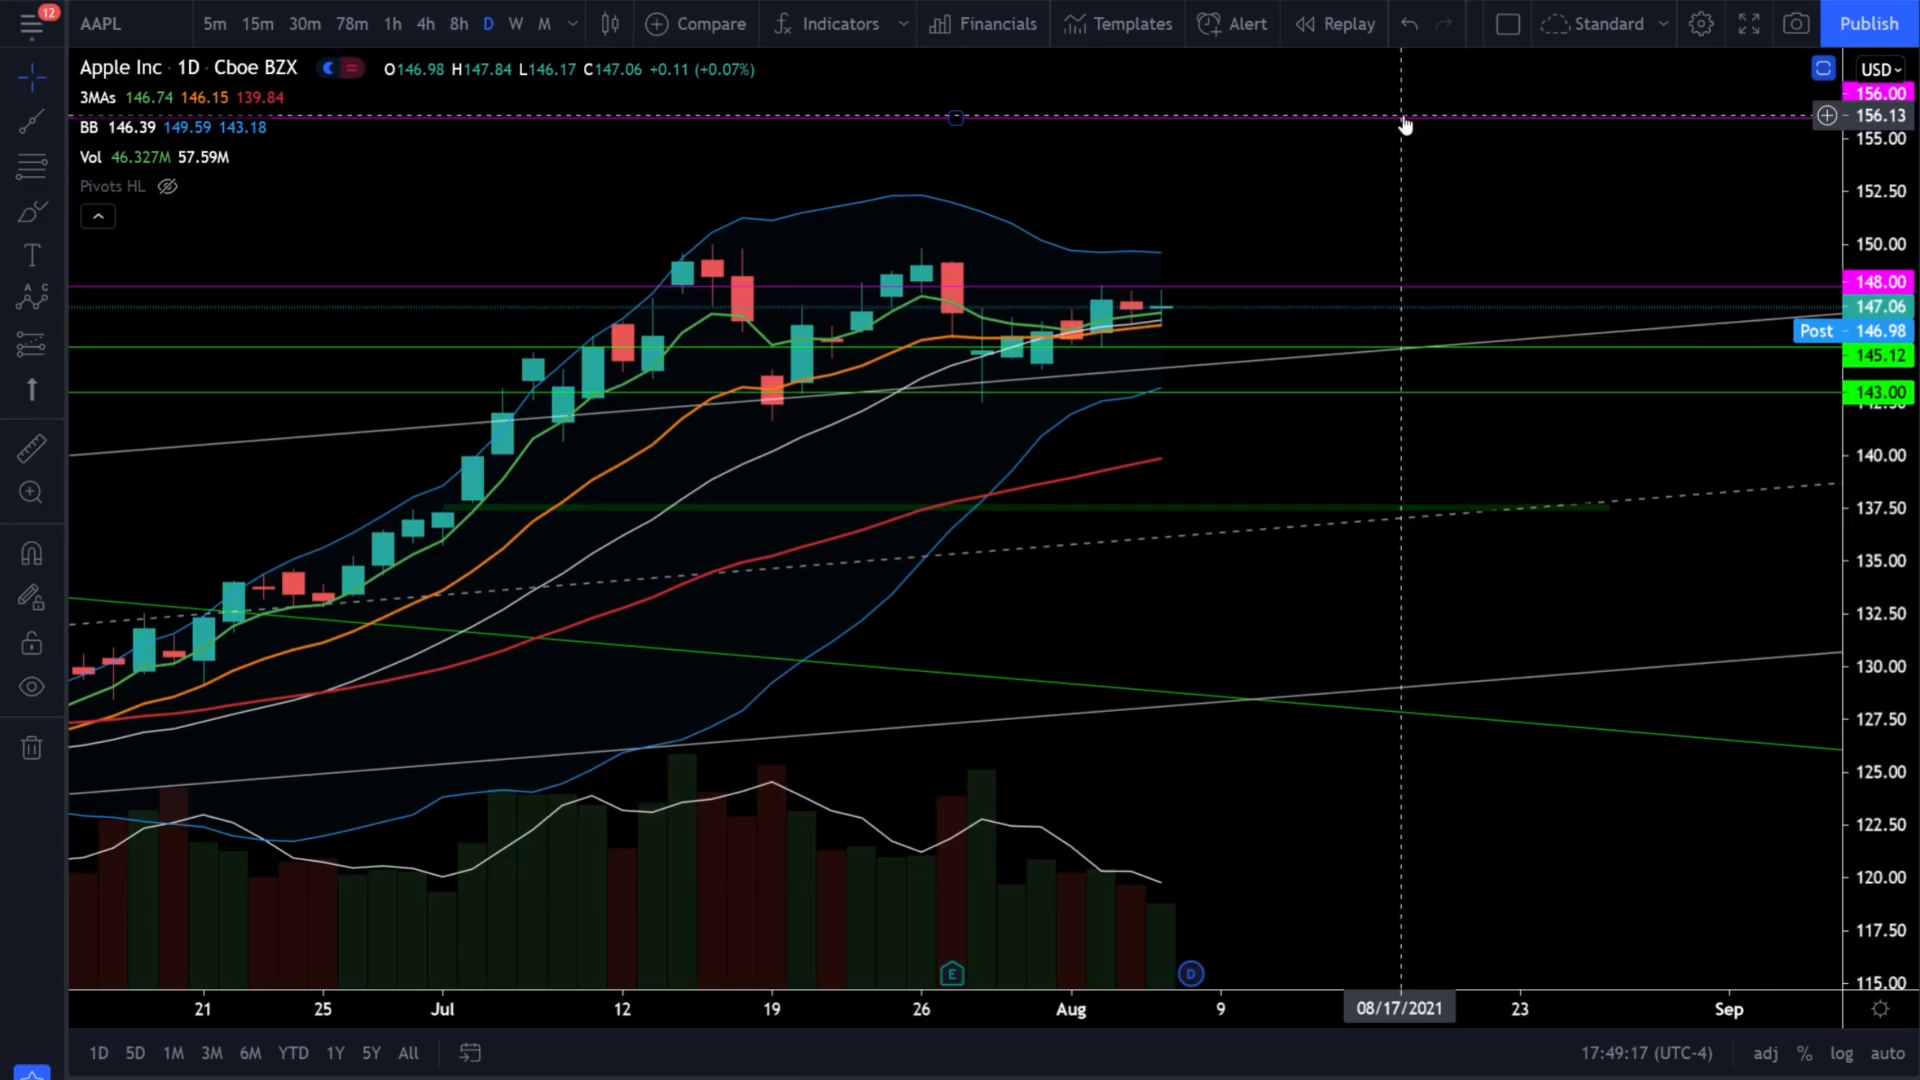 12
AAPL 5m 15m 30m 78m 1h 4h 8h D W M Compare Indicators Financials Templates Alert Replay Standard Publish
Apple Inc · 1D · Cboe BZX O146.98 H147.84 L146.17 C147.06 +0.11 (+0.07%)
USD
3MAs 146.74 146.15 139.84
BB 146.39 149.59 143.18
Vol 46.327M 57.59M
Pivots HL
156.00
156.13
155.00
152.50
150.00
148.00
147.06
Post 146.98
145.12
143.00
140.00
137.50
135.00
132.50
130.00
127.50
125.00
122.50
120.00
117.50
115.00
E D
21 25 Jul 12 19 26 Aug 9 08/17/2021 23 Sep
1D 5D 1M 3M 6M YTD 1Y 5Y All 17:49:17 (UTC-4) adj % log auto